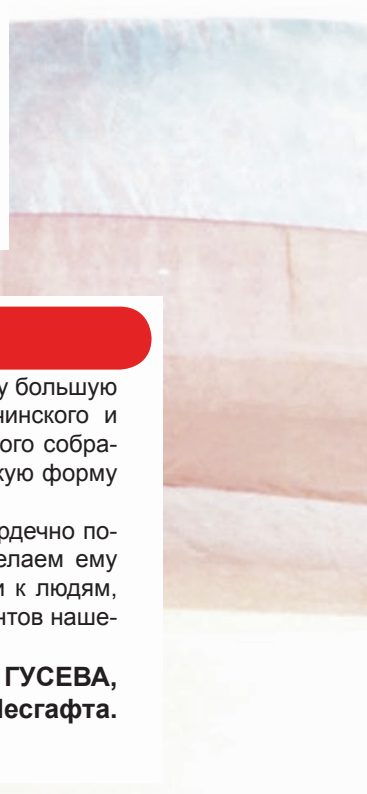 у большую
нинского и
ого собра-
кую форму
рдечно по-
елаем ему
и к людям,
нтов наше-
ГУСЕВА,
Лесгафта.